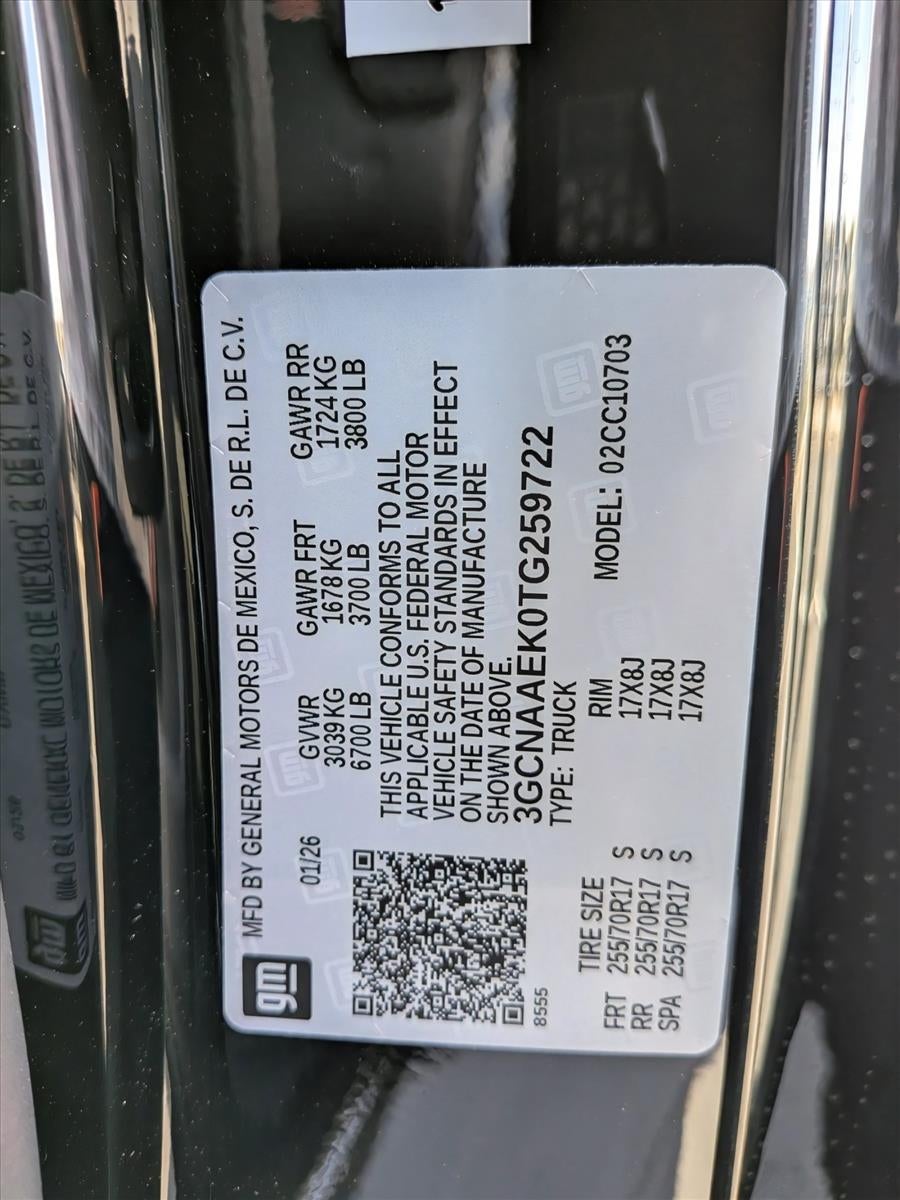 gm MFD BY GENERAL MOTORS DE MEXICO, S. DE R.L. DE C.V.
01/26 GVWR GAWR FRT GAWR RR
3039 KG 1678 KG 1724 KG
6700 LB 3700 LB 3800 LB
THIS VEHICLE CONFORMS TO ALL
APPLICABLE U.S. FEDERAL MOTOR
VEHICLE SAFETY STANDARDS IN EFFECT
ON THE DATE OF MANUFACTURE
SHOWN ABOVE.
3GCNAAEK0TG259722
8555 TYPE: TRUCK
TIRE SIZE RIM MODEL: 02CC10703
FRT 255/70R17 S 17X8J
RR 255/70R17 S 17X8J
SPA 255/70R17 S 17X8J